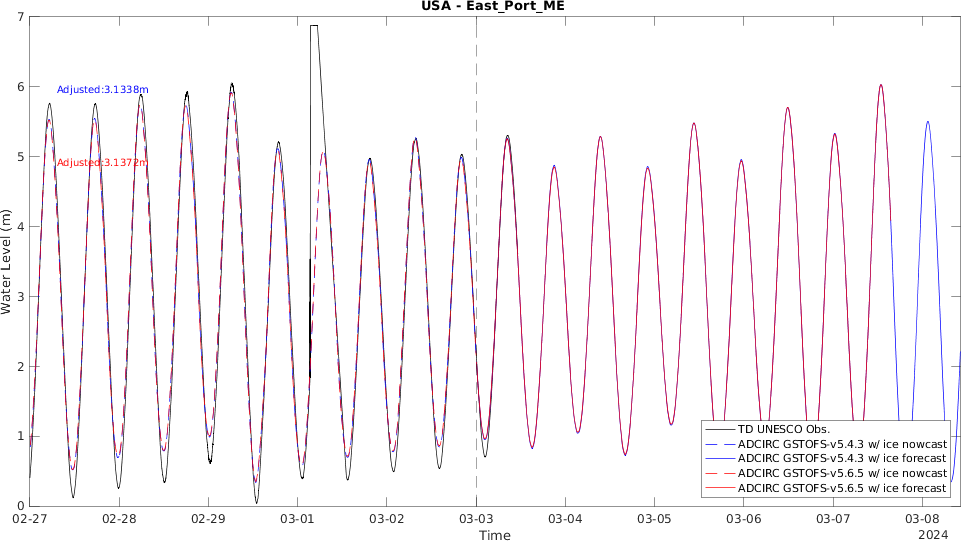 USA - East_Port_ME
7
6
5
4
3
2
1
0
Water Level (m)
Adjusted:3.1338m
Adjusted:3.1372m
TD UNESCO Obs.
ADCIRC GSTOFS-v5.4.3 w/ ice nowcast
ADCIRC GSTOFS-v5.4.3 w/ ice forecast
ADCIRC GSTOFS-v5.6.5 w/ ice nowcast
ADCIRC GSTOFS-v5.6.5 w/ ice forecast
02-27 02-28 02-29 03-01 03-02 03-03 03-04 03-05 03-06 03-07 03-08
Time
2024